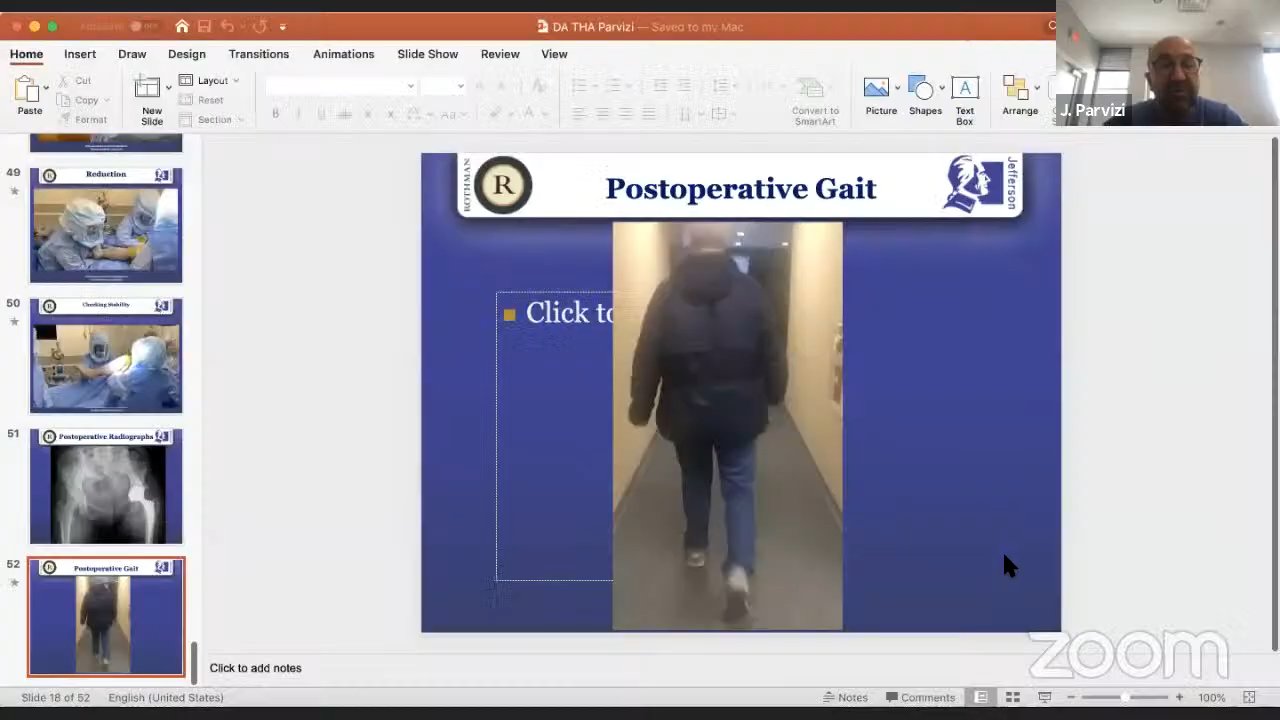 DA THA Parvizi — Saved to my Mac
Home Insert Draw Design Transitions Animations Slide Show Review View
Paste
Cut
Copy
Format
New
Slide
Layout
Reset
Section
B
Convert to
SmartArt
Picture
Shapes
Text
Box
Arrange
J. Parvizi
49
Reduction
50
Checking Stability
51
Postoperative Radiographs
52
Postoperative Gait
ROTHMAN
R
Postoperative Gait
Jefferson
Click to
Click to add notes
zoom
Slide 18 of 52 English (United States) Notes Comments 100%